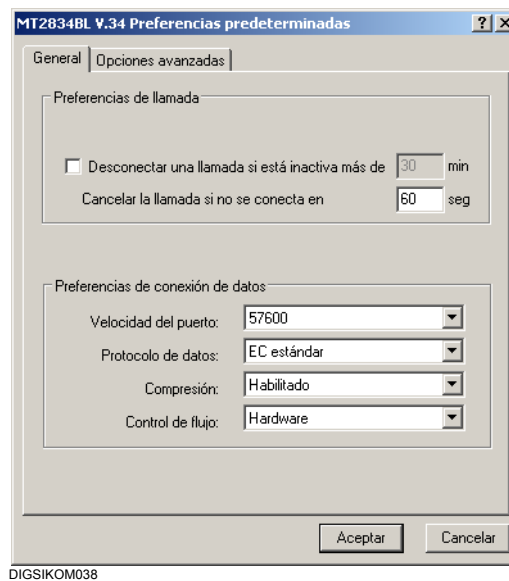 MT2834BL V.34 Preferencias predeterminadas
General Opciones avanzadas
Preferencias de llamada
Desconectar una llamada si está inactiva más de 30 min
Cancelar la llamada si no se conecta en 60 seg
Preferencias de conexión de datos
Velocidad del puerto: 57600
Protocolo de datos: EC estándar
Compresión: Habilitado
Control de flujo: Hardware
Aceptar Cancelar
DIGSIKOM038